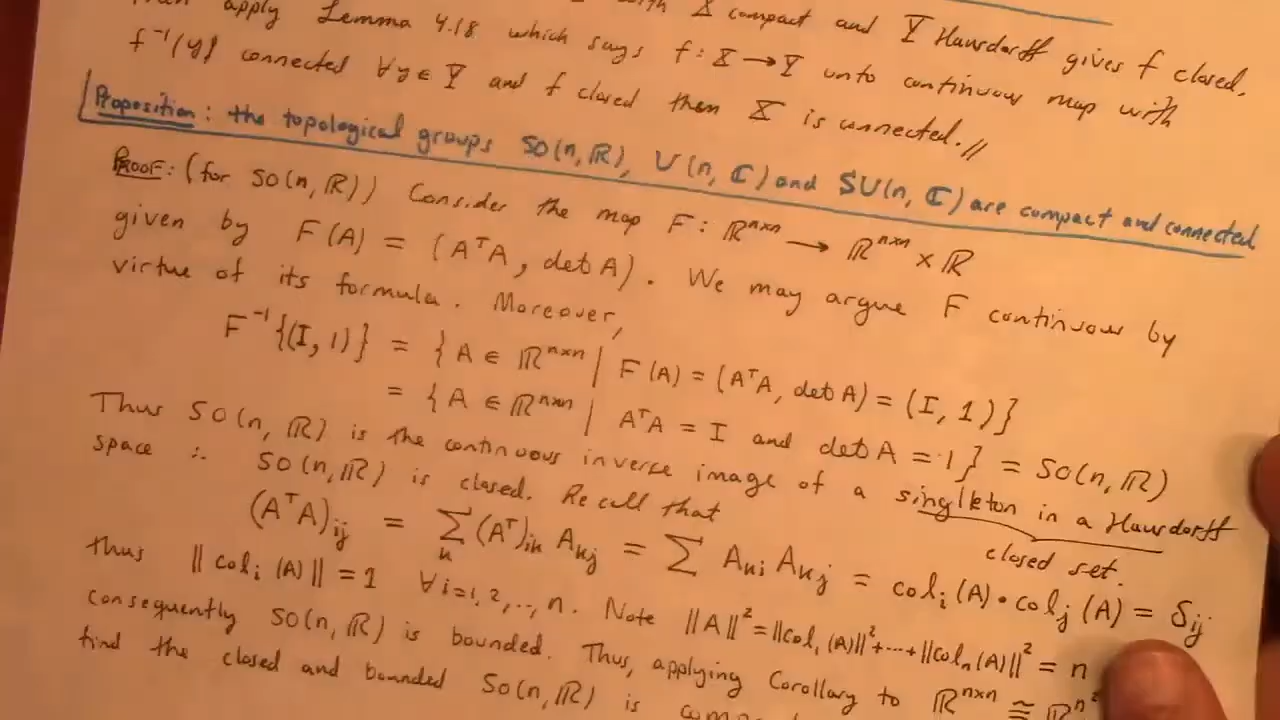 apply Lemma 4.18 which says f: X → Y onto continuous map with
X compact and Y Hausdorff gives f closed.
f⁻¹{y} connected ∀y ∈ Y and f closed then X is connected.//
Proposition: the topological groups SO(n, ℝ), U(n, ℂ) and SU(n, ℂ) are compact and connected
Proof: (for SO(n, ℝ)) Consider the map F: ℝⁿˣⁿ → ℝⁿˣⁿ × ℝ
given by F(A) = (AᵀA, det A). We may argue F continuous by
virtue of its formula. Moreover,
F⁻¹{(I, 1)} = {A ∈ ℝⁿˣⁿ | F(A) = (AᵀA, det A) = (I, 1)}
= {A ∈ ℝⁿˣⁿ | AᵀA = I and det A = 1} = SO(n, ℝ)
Thus SO(n, ℝ) is the continuous inverse image of a singleton in a Hausdorff
space ∴ SO(n, ℝ) is closed. Recall that
closed set.
(AᵀA)ᵢⱼ = Σₖ (Aᵀ)ᵢₖ Aₖⱼ = Σ Aₖᵢ Aₖⱼ = colᵢ(A) • colⱼ(A) = δᵢⱼ
thus ‖colᵢ(A)‖ = 1 ∀i = 1, 2, ..., n. Note ‖A‖² = ‖col₁(A)‖² + ⋯ + ‖colₙ(A)‖² = n
consequently SO(n, ℝ) is bounded. Thus, applying Corollary to ℝⁿˣⁿ ≅
find the closed and bounded SO(n, ℝ) is